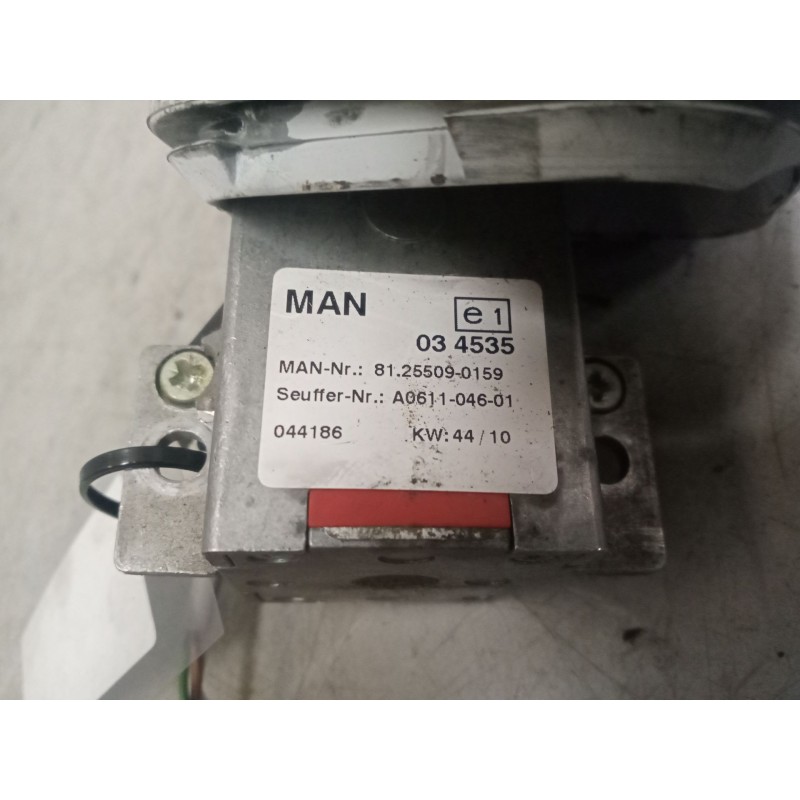 MAN
e 1
03 4535
MAN-Nr.: 81.25509-0159
Seuffer-Nr.: A0611-046-01
044186 KW: 44 / 10